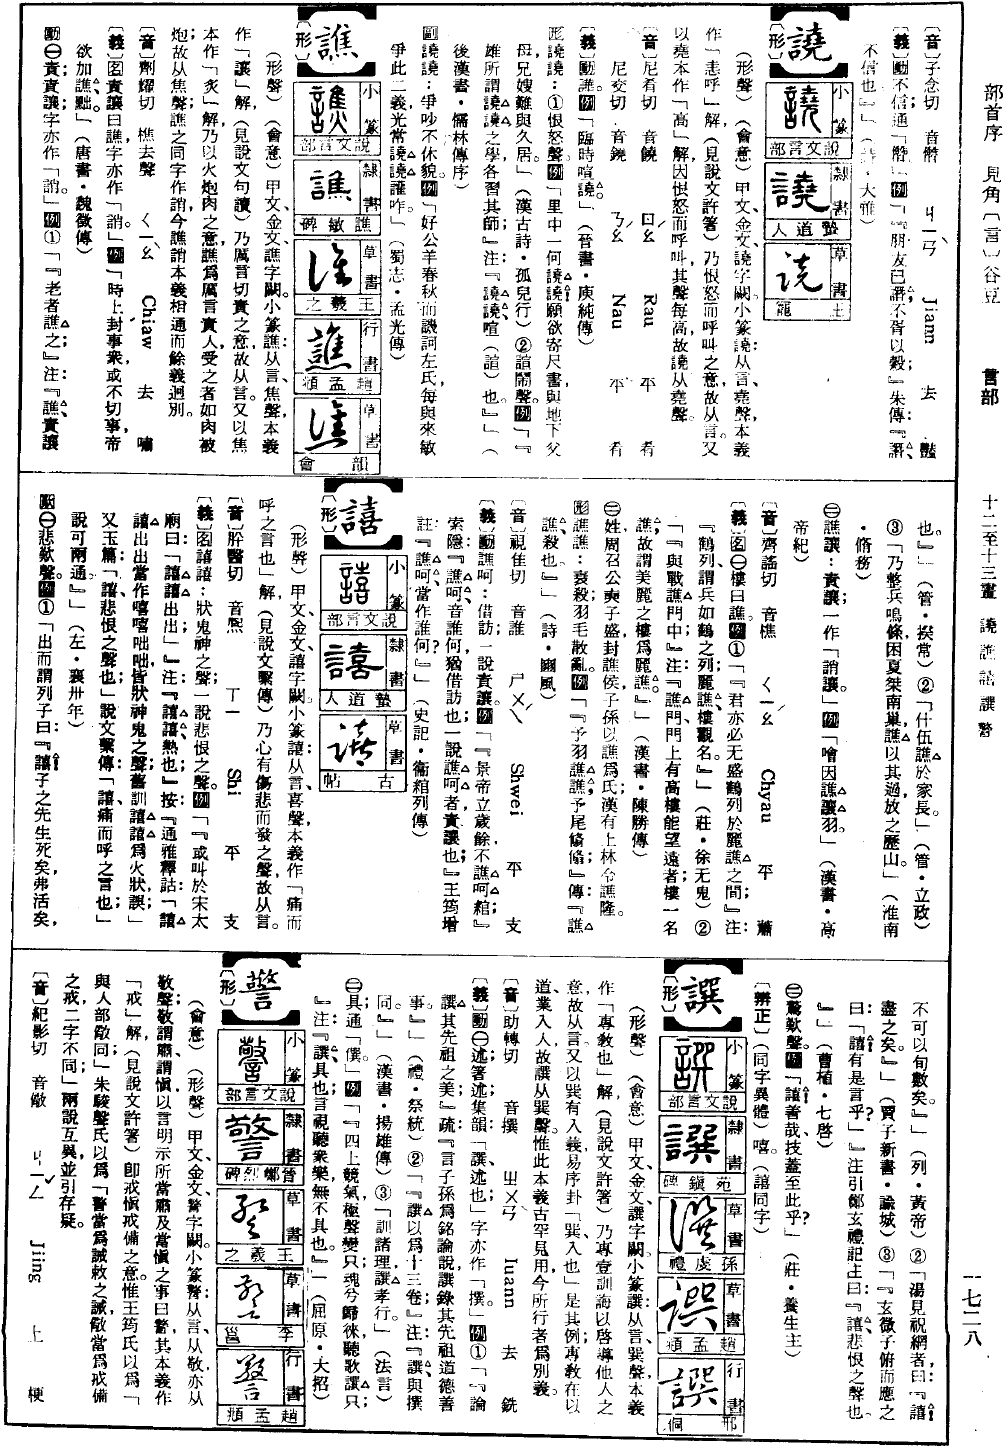 部首序　見角〔言〕谷豆　言部
十二至十三畫　譊譙譆譔警
一七二八
〔音〕子念切　音僭　ㄐㄧㄢˋ　Jiann　去　豔
〔義〕動不信通「僭」例「『朋友已譖不胥以穀』朱傳：『譖、
不信也』」（詩・大雅）
〔形〕譊
小篆　說文言部
隸書　蟄道人
草書　王寵
（形聲）（會意）甲文、金文譊字闕。小篆譊：从言、堯聲，本義
作「恚呼」解，（見說文許箸）乃恨怒而呼叫之意，故从言。又
以堯本作「高」解，因恨怒而呼叫，其聲每高，故譊从堯聲。
〔音〕尼肴切　音鐃　ㄖㄠˊ　Rau　平　肴
尼交切　音鐃　ㄋㄠˊ　Nau　平　肴
〔義〕動譁。例「臨時喧譊。」（晉書・庾純傳）
形譊譊：①恨怒聲。例「里中一何譊譊，願欲寄尺書，與地下父
母，兄嫂難與久居。」（漢古詩・孤兒行）②諠鬧聲。例「『
雄所謂譊譊之學，各習其師』注：『譊譊，喧（諠）也。』」（
後漢書・儒林傳序）
副譊譊：爭吵不休貌。例「好公羊春秋而譏訶左氏，每與來敏
爭此二義，光常譊譊讙咋。」（蜀志・孟光傳）
〔形〕譙
小篆　說文言部
隸書　譙敏碑
草書　王羲之
行書　趙孟頫
草書　韻會
（形聲）（會意）甲文、金文譙字闕。小篆譙：从言、焦聲，本義
作「讓」解，（見說文句讀）乃厲言切責之意，故从言。又以焦
本作「炙」解，乃以火炮肉之意，譙爲厲言責人，受之者如肉被
炮，故从焦聲。譙之同字作誚，今譙誚本義相通，而餘義迥別。
〔音〕劑耀切　樵去聲　ㄑㄧㄠˋ　Chiaw　去　嘯
〔義〕名責讓曰譙，字亦作「誚」。例「時上封事衆，或不切事，帝
欲加譙黜。」（唐書・魏徵傳）
動㊀責；責讓；字亦作「誚」。例①「『老者譙之』注：『譙，責讓
也。』」（管・揆常）②「什伍譙於家長。」（管・立政）
③「乃整兵鳴條，困夏桀南巢，譙以其過，放之歷山。」（淮南
・脩務）
㊁譙讓：責讓；一作「誚讓」。例「噲因譙讓羽。」（漢書・高
帝紀）
〔音〕齊謠切　音樵　ㄑㄧㄠˊ　Chyau　平　蕭
〔義〕名㊀樓曰譙。例①「『君亦必无盛鶴列於麗譙之間』注：
『鶴列，謂兵如鶴之列；麗譙，樓觀名。』」（莊・徐无鬼）②
「『與戰譙門中』注：『譙門，門上有高樓能望遠者，樓一名
譙，故謂美麗之樓爲麗譙。』」（漢書・陳勝傳）
㊁姓，周召公奭子盛封譙侯，子孫以譙爲氏，漢有上林令譙隆。
形譙譙：衰殺；羽毛散亂。例「『予羽譙譙，予尾翛翛。』傳：『譙
譙，殺也。』」（詩・豳風）
〔音〕視隹切　音誰　ㄕㄨㄟˊ　Shwei　平　支
〔義〕動譙呵：借訪；一說責讓。例「『景帝立歲餘，不譙呵綰』
索隱：『譙呵音誰何，猶借訪也；一說譙呵者責讓也。』王筠增
註：『譙呵當作誰何？』」（史記・衞綰列傳）
〔形〕譆
小篆　說文言部
隸書　蟄道人
草書　古帖
（形聲）甲文、金文譆字闕。小篆譆：从言、喜聲，本義作「痛而
呼之言也」解，（見說文繫傳）乃心有傷悲而發之聲，故从言。
〔音〕許醫切　音熙　ㄒㄧ　Shi　平　支
〔義〕名譆譆：狀鬼神之聲；一說悲恨之聲。例「『或叫於宋太
廟曰：「譆譆出出」』注：『譆譆，熱也』按：『通雅釋詁：「譆
譆出出當作嘻嘻咄咄，皆狀神鬼之聲；舊訓譆譆爲火狀，誤」
又玉篇：「譆，悲恨之聲也」說文繫傳：「譆，痛而呼之言也」
說可兩通』」（左・襄卅年）
動㊀悲歎聲。例①「出而謂列子曰：『譆！子之先生死矣，弗活矣，
不可以旬數矣。』」（列・黃帝）②「湯見祝網者，曰：『譆！
盡之矣。』」（賈子新書・諭城）③「『玄微子俯而應之
曰：「譆！有是言乎？」』注引鄭玄禮記注曰：『譆，悲恨之聲也
』」（曹植・七啓）
㊁驚歎聲。例「譆！善哉！技蓋至此乎？」（莊・養生主）
〔辨正〕（同字異體）嘻。（譆同字）
〔形〕譔
小篆　說文言部
隸書　苑鎭碑
草書　孫虔禮
草書　趙孟頫
行書　邢侗
（形聲）（會意）甲文、金文譔字闕。小篆譔：从言、巽聲，本義
作「專敎也」解，（見說文許箸）乃專壹訓誨以啓導他人之
意，故从言。又以巽有入義，易序卦「巽，入也」是其例，專敎在以
道業入人，故譔从巽聲。惟此本義古罕見用，今所行者爲別義。
〔音〕助轉切　音撰　ㄓㄨㄢˋ　Juann　去　銑
〔義〕動㊀述箸；述；集韻「譔，述也」字亦作「撰」。例①「『論
譔其先祖之美』疏：『言子孫爲銘論說譔錄其先祖道德善
事。』」（禮・祭統）②「『譔以爲十三卷』注：『譔與撰
同。』」（漢書・揚雄傳）③「訓諸理，譔孝行。」（法言）
㊁具；通「僎」。例「『四上競氣，極聲變只；魂兮歸徠，聽歌譔只
』注：『譔，具也；言視聽衆樂，無不具也。』」（屈原・大招）
〔形〕警
小篆　說文言部
隸書　晉鄭烈碑
草書　王羲之
草書　李邕
行書　趙孟頫
（會意）（形聲）甲文、金文警字闕。小篆警：从言、从敬，亦从
敬聲；敬謂肅，謂愼；以言明示所當肅及當愼之事曰警，其本義作
「戒」解，（見說文許箸）卽戒愼戒備之意。惟王筠氏以爲「
與人部儆同」朱駿聲氏以爲「警當爲誡敕之誡，儆當爲戒備
之戒，二字不同」兩說互異，並引存疑。
〔音〕紀影切　音儆　ㄐㄧㄥˇ　Jiing　上　梗